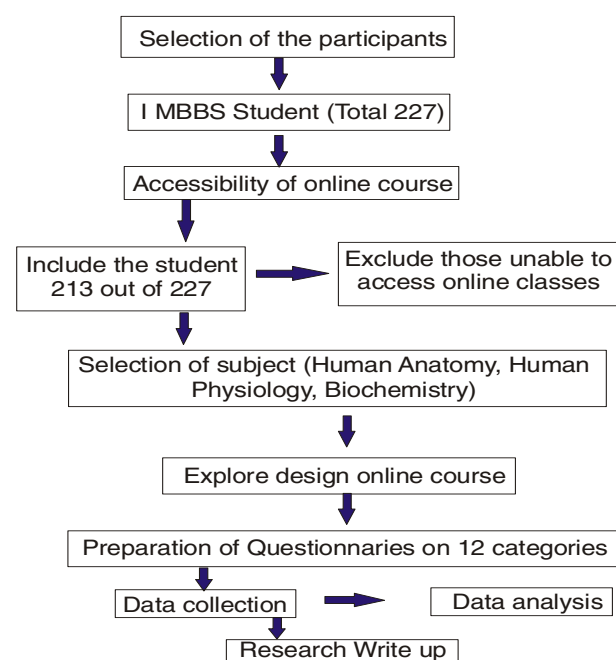 Selection of the participants
I MBBS Student (Total 227)
Accessibility of online course
Include the student
213 out of 227
Exclude those unable to
access online classes
Selection of subject (Human Anatomy, Human
Physiology, Biochemistry)
Explore design online course
Preparation of Questionnaries on 12 categories
Data collection
Data analysis
Research Write up